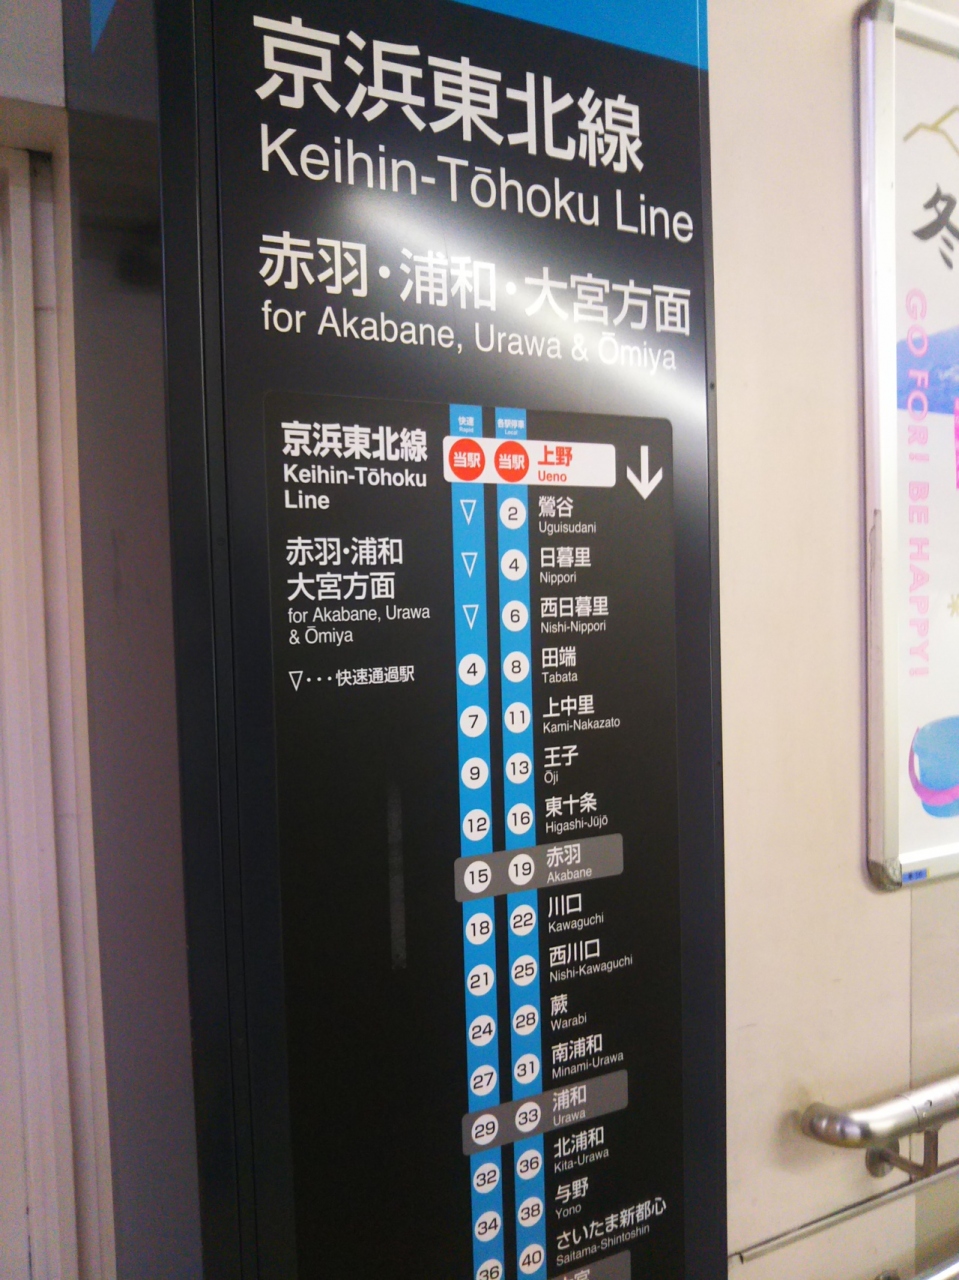 京浜東北線
Keihin-Tōhoku Line
赤羽・浦和・大宮方面
for Akabane, Urawa & Ōmiya
京浜東北線
Keihin-Tōhoku
Line
赤羽・浦和
大宮方面
for Akabane, Urawa
& Ōmiya
▽・・・快速通過駅
快速 各駅停車
Rapid Local
当駅 当駅 上野
Ueno
↓
▽ 2 鶯谷
Uguisudani
▽ 4 日暮里
Nippori
▽ 6 西日暮里
Nishi-Nippori
4 8 田端
Tabata
7 11 上中里
Kami-Nakazato
9 13 王子
Ōji
12 16 東十条
Higashi-Jūjō
15 19 赤羽
Akabane
18 22 川口
Kawaguchi
21 25 西川口
Nishi-Kawaguchi
24 28 蕨
Warabi
27 31 南浦和
Minami-Urawa
29 33 浦和
Urawa
32 36 北浦和
Kita-Urawa
34 38 与野
Yono
36 40 さいたま新都心
Saitama-Shintoshin
大宮
冬
GO FOR! BE HAPPY!